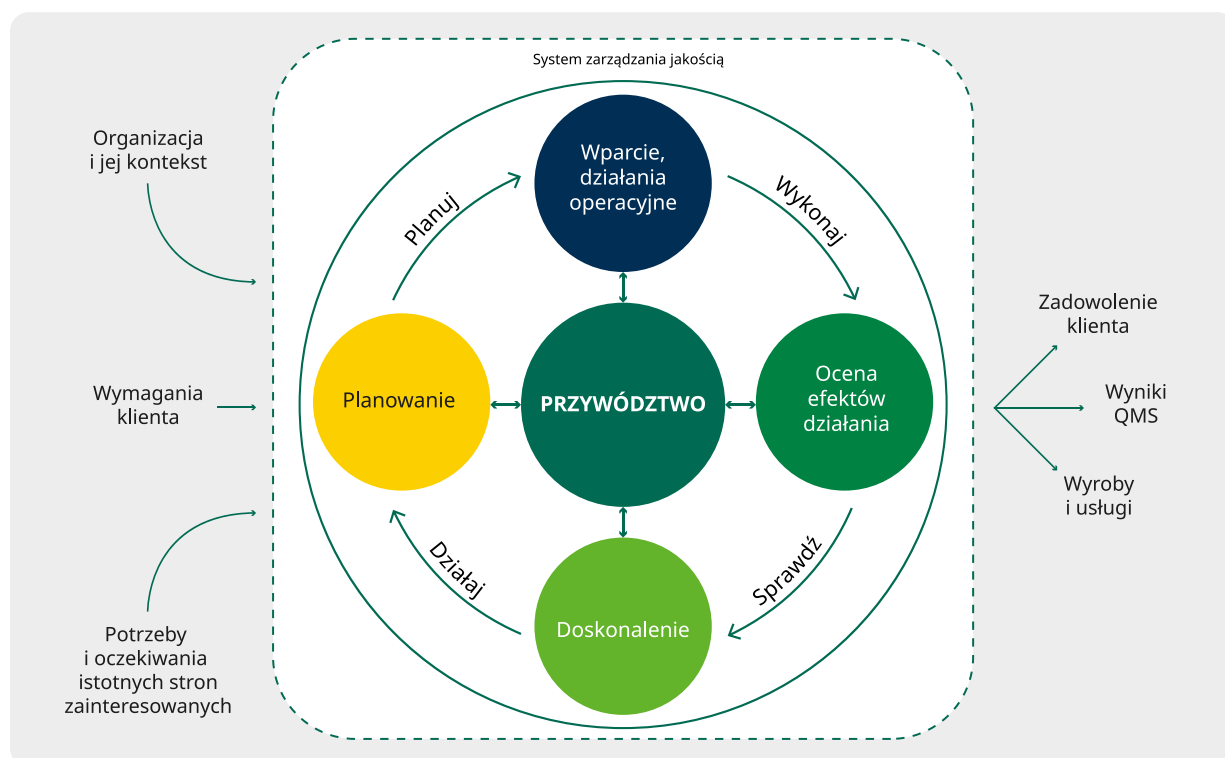 System zarządzania jakością
Organizacja
i jej kontekst
Wymagania
klienta
Potrzeby
i oczekiwania
istotnych stron
zainteresowanych
Planuj
Wparcie,
działania
operacyjne
Wykonaj
Planowanie
PRZYWÓDZTWO
Ocena
efektów
działania
Działaj
Doskonalenie
Sprawdź
Zadowolenie
klienta
Wyniki
QMS
Wyroby
i usługi